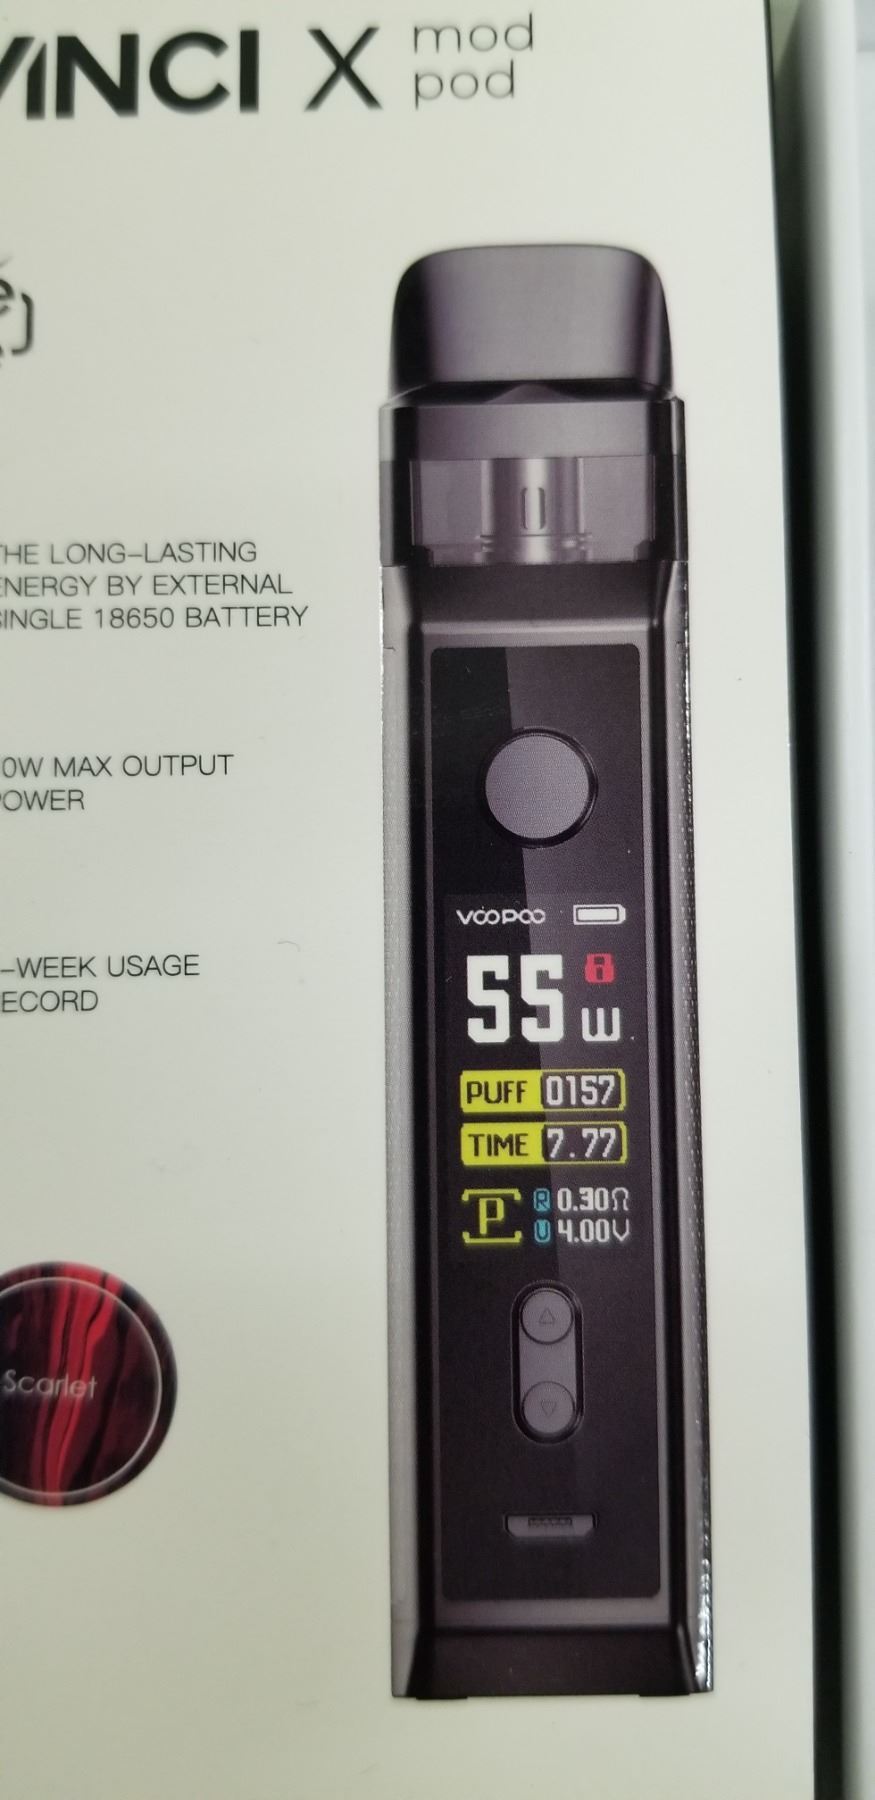 VINCI X mod
pod
THE LONG-LASTING
ENERGY BY EXTERNAL
SINGLE 18650 BATTERY
0W MAX OUTPUT
POWER
-WEEK USAGE
ECORD
Scarlet
VOOPOO
55 W
PUFF 0157
TIME 7.77
P R 0.30Ω
U 4.00V